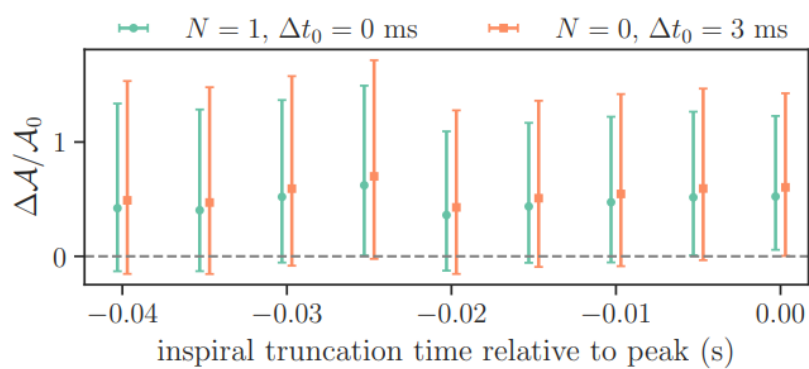 N = 1, Δt₀ = 0 ms
N = 0, Δt₀ = 3 ms
ΔA/A₀
1
0
−0.04 −0.03 −0.02 −0.01 0.00
inspiral truncation time relative to peak (s)